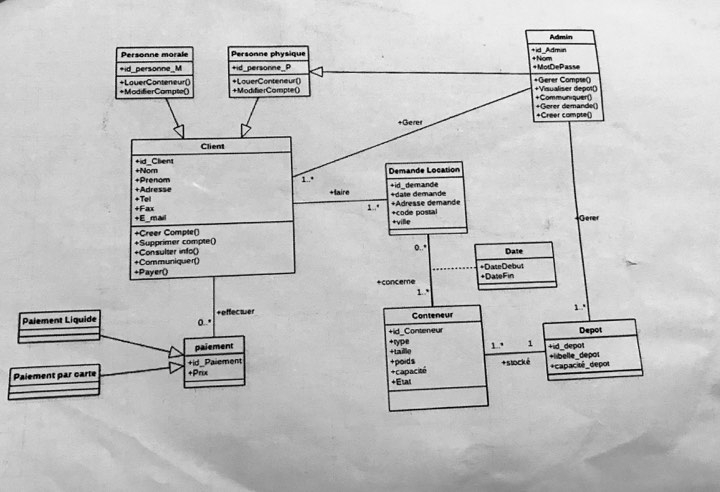 Personne morale
+id_personne_M
+LouerConteneur()
+ModifierCompte()
Personne physique
+id_personne_P
+LouerConteneur()
+ModifierCompte()
Admin
+id_Admin
+Nom
+MotDePasse
+Gerer Compte()
+Visualiser depot()
+Communiquer()
+Gerer demande()
+Creer compte()
+Gerer
Client
+id_Client
+Nom
+Prenom
+Adresse
+Tel
+Fax
+E_mail
+Creer Compte()
+Supprimer compte()
+Consulter info()
+Communiquer()
+Payer()
1..*
+faire
1..*
Demande Location
+id_demande
+date demande
+Adresse demande
+code postal
+ville
+Gerer
0..*
Date
+DateDebut
+DateFin
+concerne
1..*
1..*
+effectuer
0..*
Paiement Liquide
Paiement par carte
paiement
+id_Paiement
+Prix
Conteneur
+id_Conteneur
+type
+taille
+poids
+capacité
+Etat
1..*
1
+stocké
Depot
+id_depot
+libelle_depot
+capacité_depot